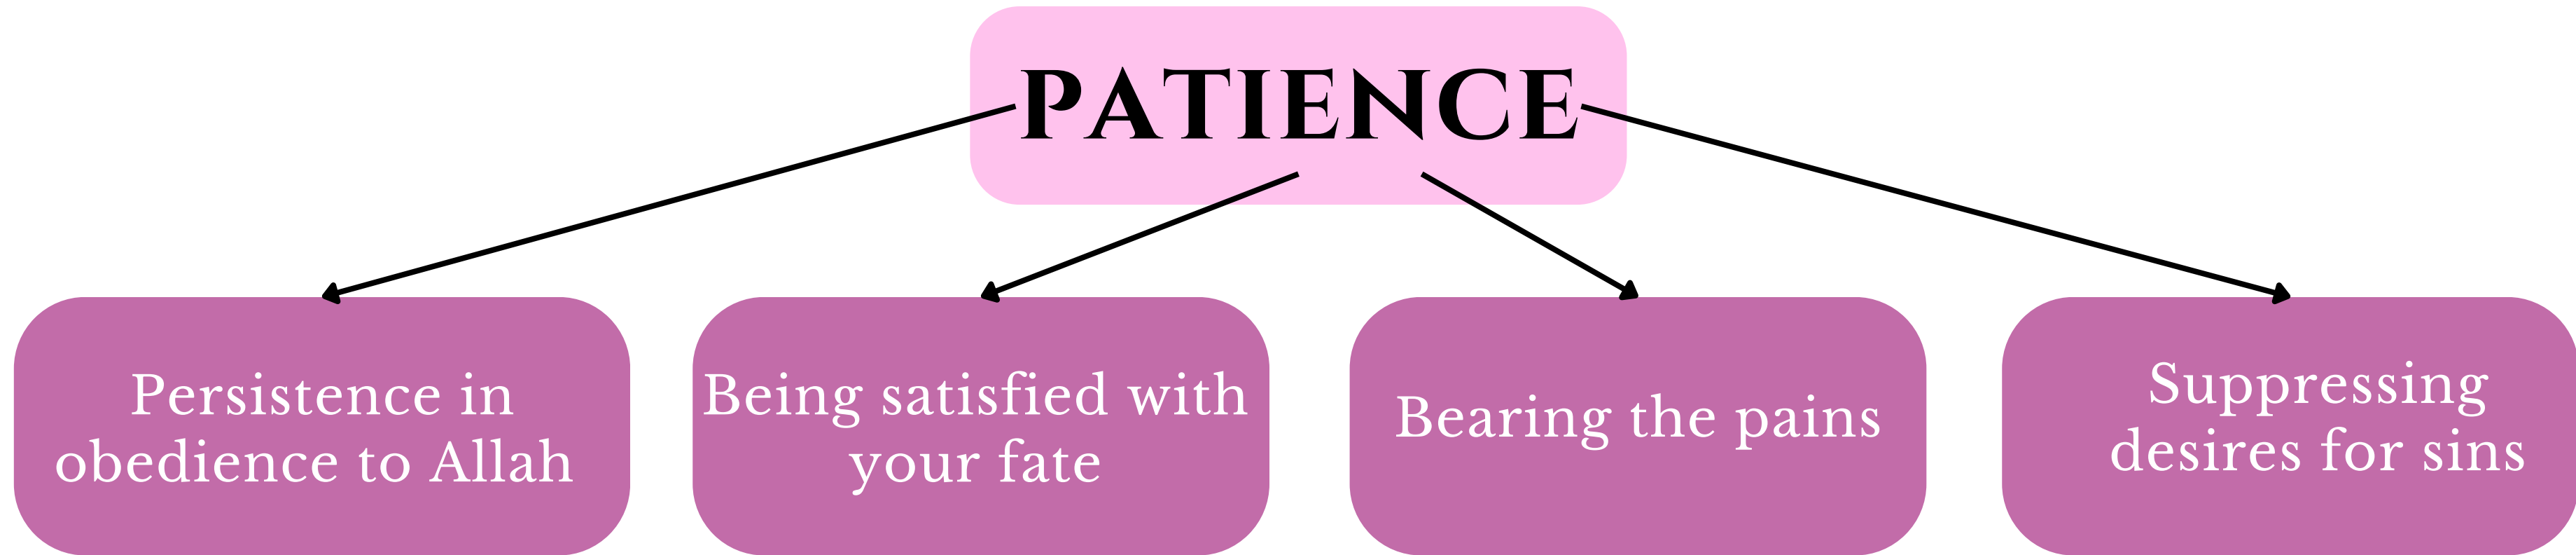 PATIENCE
Persistence in
obedience to Allah
Being satisfied with
your fate
Bearing the pains
Suppressing
desires for sins